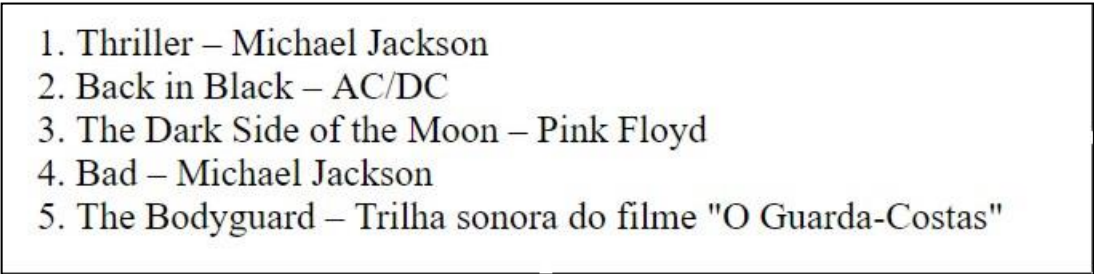 1. Thriller – Michael Jackson
2. Back in Black – AC/DC
3. The Dark Side of the Moon – Pink Floyd
4. Bad – Michael Jackson
5. The Bodyguard – Trilha sonora do filme "O Guarda-Costas"